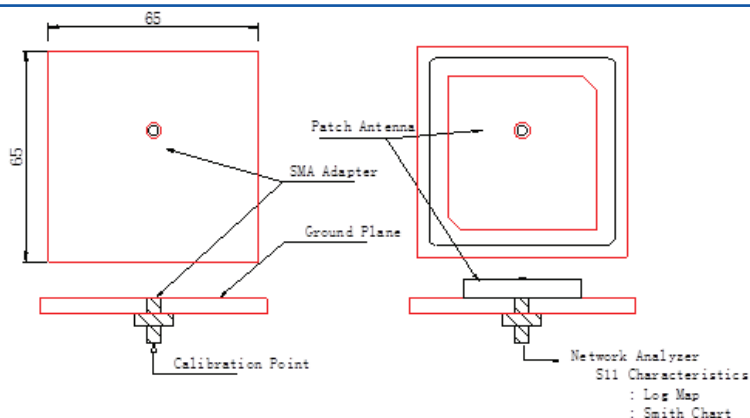 65
65
Patch Antenna
SMA Adapter
Ground Plane
Calibration Point
Network Analyzer
S11 Characteristics
: Log Map
: Smith Chart